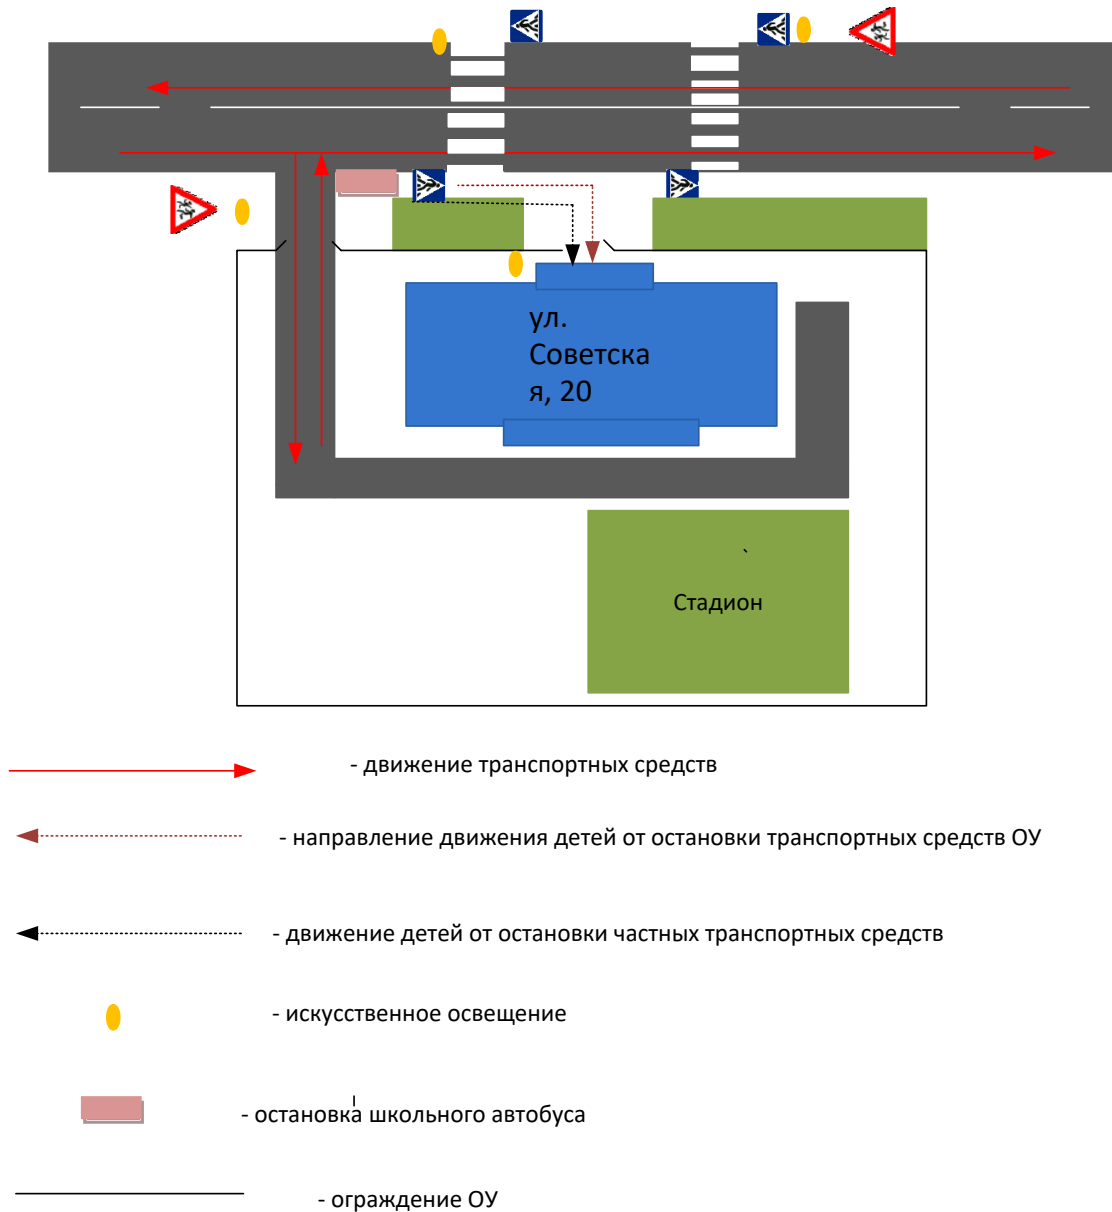 ул.
Советска
я, 20
Стадион
- движение транспортных средств
- направление движения детей от остановки транспортных средств ОУ
- движение детей от остановки частных транспортных средств
- искусственное освещение
- остановка школьного автобуса
- ограждение ОУ